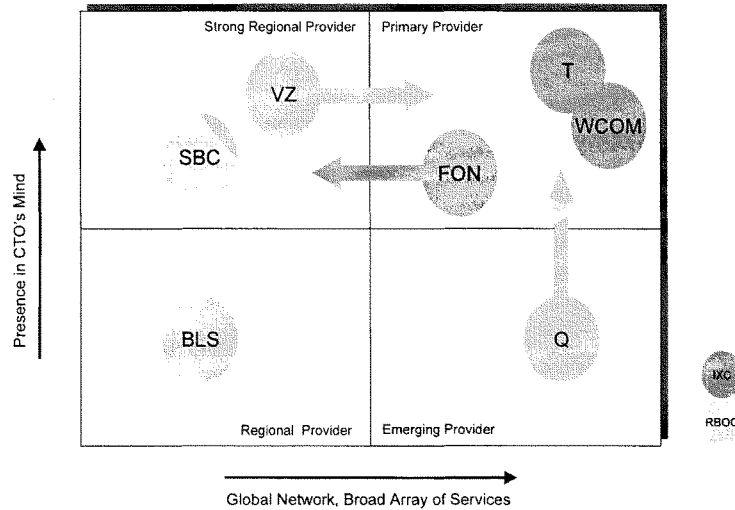 Strong Regional Provider
Primary Provider
T
VZ
WCOM
SBC
FON
Presence in CTO's Mind
BLS
Q
IXC
RBOC
Regional Provider
Emerging Provider
Global Network, Broad Array of Services